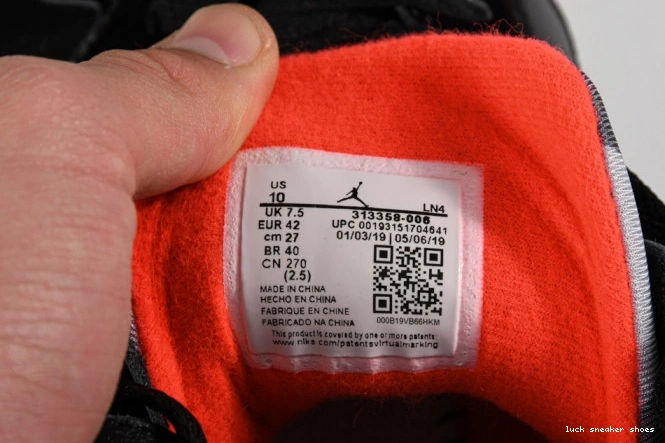 US
10
LN4
UK 7.5
313358-006
EUR 42
UPC 00193151704641
cm 27
01/03/19 | 05/06/19
BR 40
CN 270
(2.5)
MADE IN CHINA
HECHO EN CHINA
FABRIQUE EN CHINE
FABRICADO NA CHINA
000B19VB66HKM
This product is covered by one or more patents:
www.nike.com/patentsvirtualmarking
luck sneaker shoes